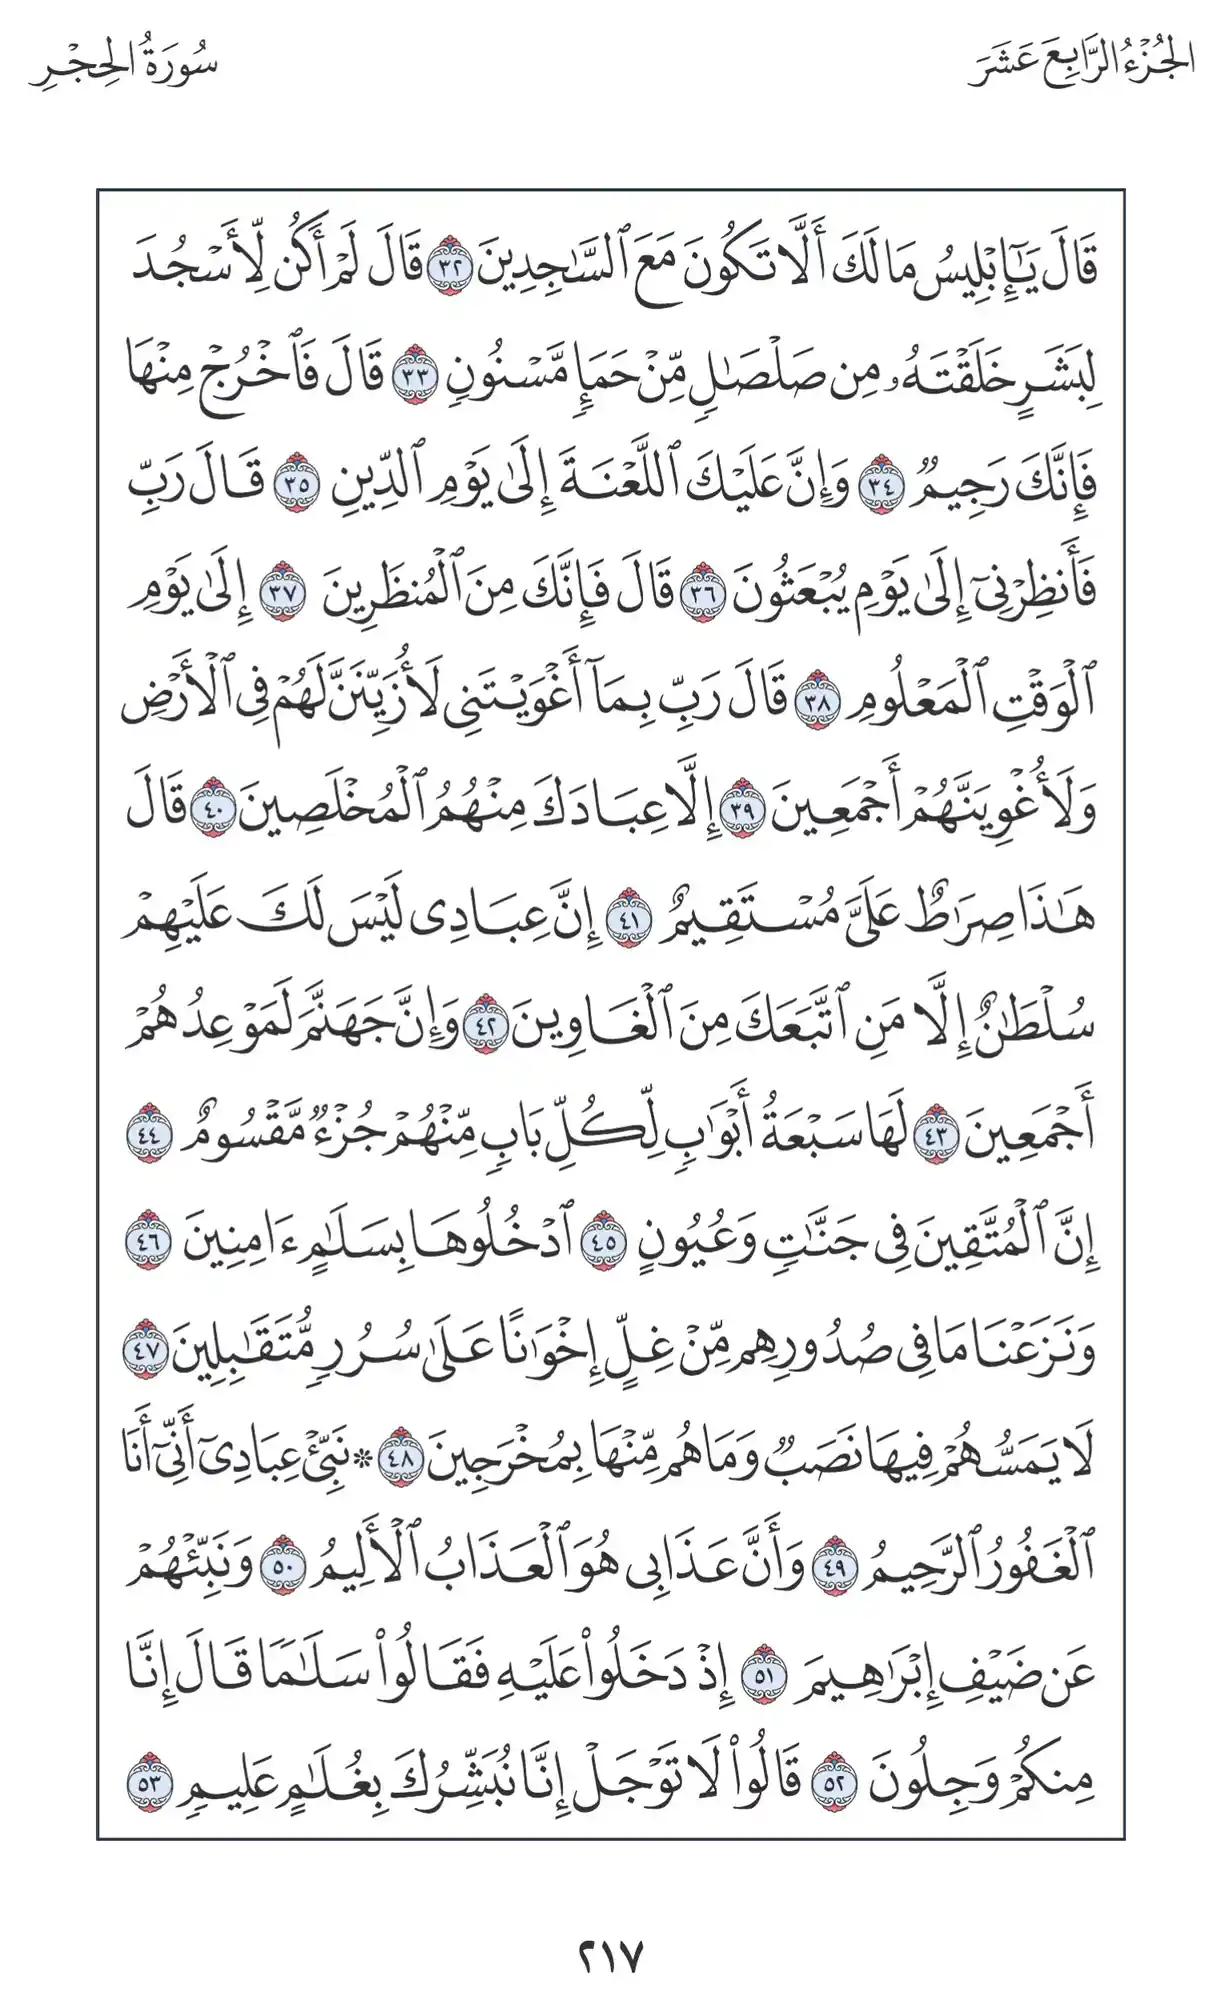 الجُزْءُ الرَّابِعَ عَشَرَ
سُورَةُ الحِجْرِ
قَالَ يَٰٓإِبْلِيسُ مَا لَكَ أَلَّا تَكُونَ مَعَ ٱلسَّٰجِدِينَ ٣٢ قَالَ لَمْ أَكُن لِّأَسْجُدَ
لِبَشَرٍ خَلَقْتَهُۥ مِن صَلْصَٰلٍ مِّنْ حَمَإٍ مَّسْنُونٍ ٣٣ قَالَ فَٱخْرُجْ مِنْهَا
فَإِنَّكَ رَجِيمٌ ٣٤ وَإِنَّ عَلَيْكَ ٱللَّعْنَةَ إِلَىٰ يَوْمِ ٱلدِّينِ ٣٥ قَالَ رَبِّ
فَأَنظِرْنِىٓ إِلَىٰ يَوْمِ يُبْعَثُونَ ٣٦ قَالَ فَإِنَّكَ مِنَ ٱلْمُنظَرِينَ ٣٧ إِلَىٰ يَوْمِ
ٱلْوَقْتِ ٱلْمَعْلُومِ ٣٨ قَالَ رَبِّ بِمَآ أَغْوَيْتَنِى لَأُزَيِّنَنَّ لَهُمْ فِى ٱلْأَرْضِ
وَلَأُغْوِيَنَّهُمْ أَجْمَعِينَ ٣٩ إِلَّا عِبَادَكَ مِنْهُمُ ٱلْمُخْلَصِينَ ٤٠ قَالَ
هَٰذَا صِرَٰطٌ عَلَىَّ مُسْتَقِيمٌ ٤١ إِنَّ عِبَادِى لَيْسَ لَكَ عَلَيْهِمْ
سُلْطَٰنٌ إِلَّا مَنِ ٱتَّبَعَكَ مِنَ ٱلْغَاوِينَ ٤٢ وَإِنَّ جَهَنَّمَ لَمَوْعِدُهُمْ
أَجْمَعِينَ ٤٣ لَهَا سَبْعَةُ أَبْوَٰبٍ لِّكُلِّ بَابٍ مِّنْهُمْ جُزْءٌ مَّقْسُومٌ ٤٤
إِنَّ ٱلْمُتَّقِينَ فِى جَنَّٰتٍ وَعُيُونٍ ٤٥ ٱدْخُلُوهَا بِسَلَٰمٍ ءَامِنِينَ ٤٦
وَنَزَعْنَا مَا فِى صُدُورِهِم مِّنْ غِلٍّ إِخْوَٰنًا عَلَىٰ سُرُرٍ مُّتَقَٰبِلِينَ ٤٧
لَا يَمَسُّهُمْ فِيهَا نَصَبٌ وَمَا هُم مِّنْهَا بِمُخْرَجِينَ ٤٨ ۞ نَبِّئْ عِبَادِىٓ أَنِّىٓ أَنَا
ٱلْغَفُورُ ٱلرَّحِيمُ ٤٩ وَأَنَّ عَذَابِى هُوَ ٱلْعَذَابُ ٱلْأَلِيمُ ٥٠ وَنَبِّئْهُمْ
عَن ضَيْفِ إِبْرَٰهِيمَ ٥١ إِذْ دَخَلُوا۟ عَلَيْهِ فَقَالُوا۟ سَلَٰمًا قَالَ إِنَّا
مِنكُمْ وَجِلُونَ ٥٢ قَالُوا۟ لَا تَوْجَلْ إِنَّا نُبَشِّرُكَ بِغُلَٰمٍ عَلِيمٍ ٥٣
٢١٧